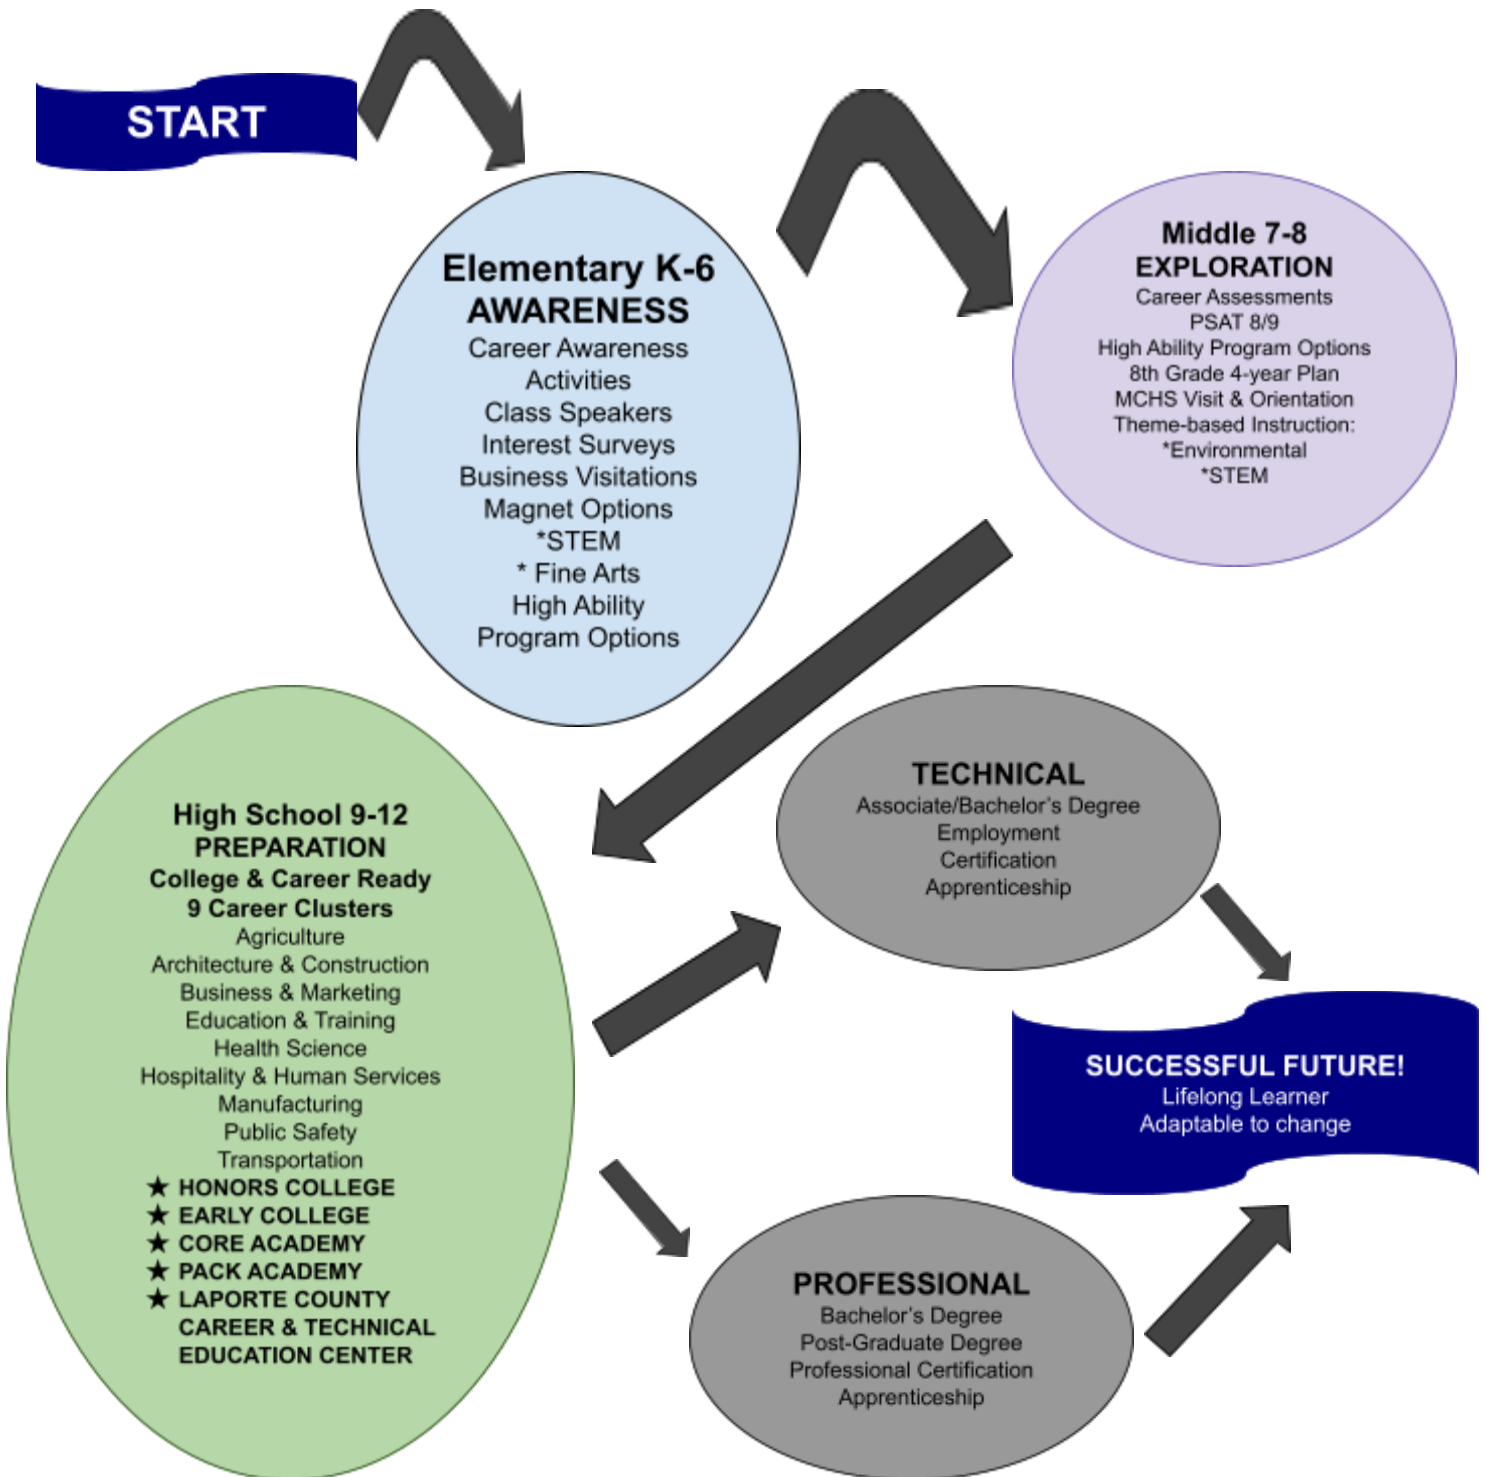 START
Elementary K-6
AWARENESS
Career Awareness
Activities
Class Speakers
Interest Surveys
Business Visitations
Magnet Options
*STEM
* Fine Arts
High Ability
Program Options
Middle 7-8
EXPLORATION
Career Assessments
PSAT 8/9
High Ability Program Options
8th Grade 4-year Plan
MCHS Visit & Orientation
Theme-based Instruction:
*Environmental
*STEM
High School 9-12
PREPARATION
College & Career Ready
9 Career Clusters
Agriculture
Architecture & Construction
Business & Marketing
Education & Training
Health Science
Hospitality & Human Services
Manufacturing
Public Safety
Transportation
★ HONORS COLLEGE
★ EARLY COLLEGE
★ CORE ACADEMY
★ PACK ACADEMY
★ LAPORTE COUNTY
CAREER & TECHNICAL
EDUCATION CENTER
TECHNICAL
Associate/Bachelor's Degree
Employment
Certification
Apprenticeship
PROFESSIONAL
Bachelor's Degree
Post-Graduate Degree
Professional Certification
Apprenticeship
SUCCESSFUL FUTURE!
Lifelong Learner
Adaptable to change